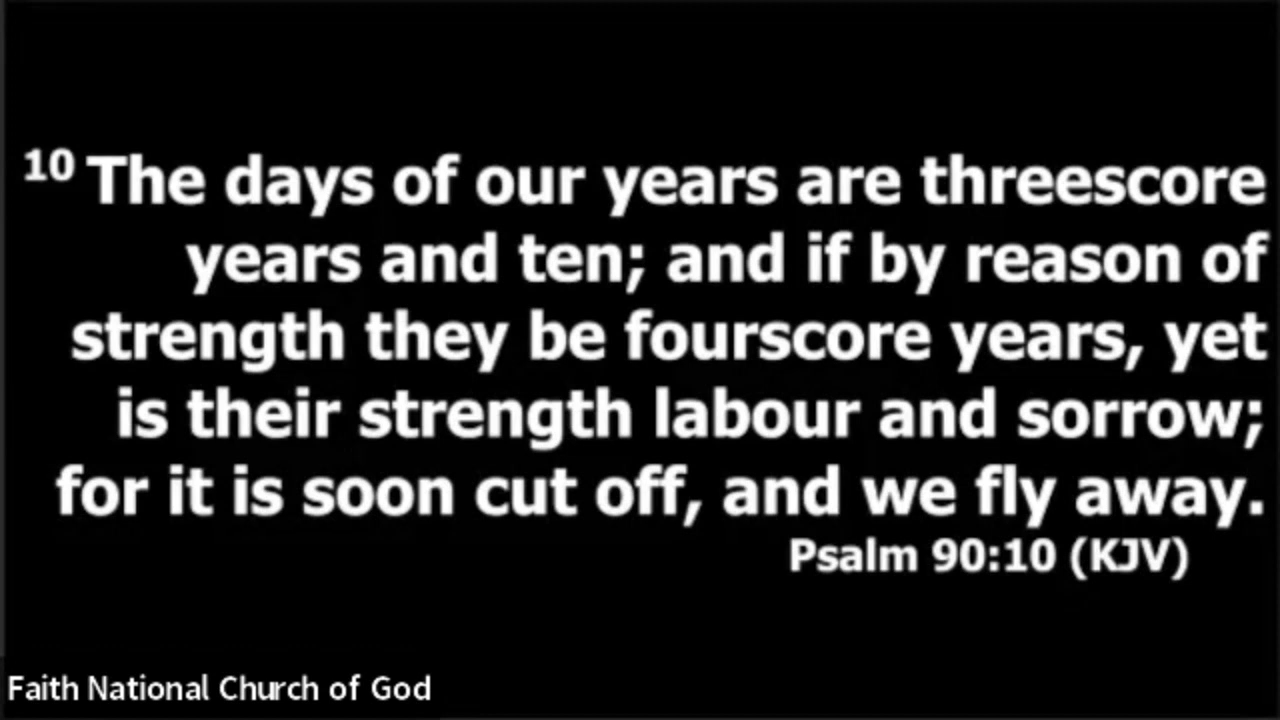 10 The days of our years are threescore
years and ten; and if by reason of
strength they be fourscore years, yet
is their strength labour and sorrow;
for it is soon cut off, and we fly away.
Psalm 90:10 (KJV)
Faith National Church of God